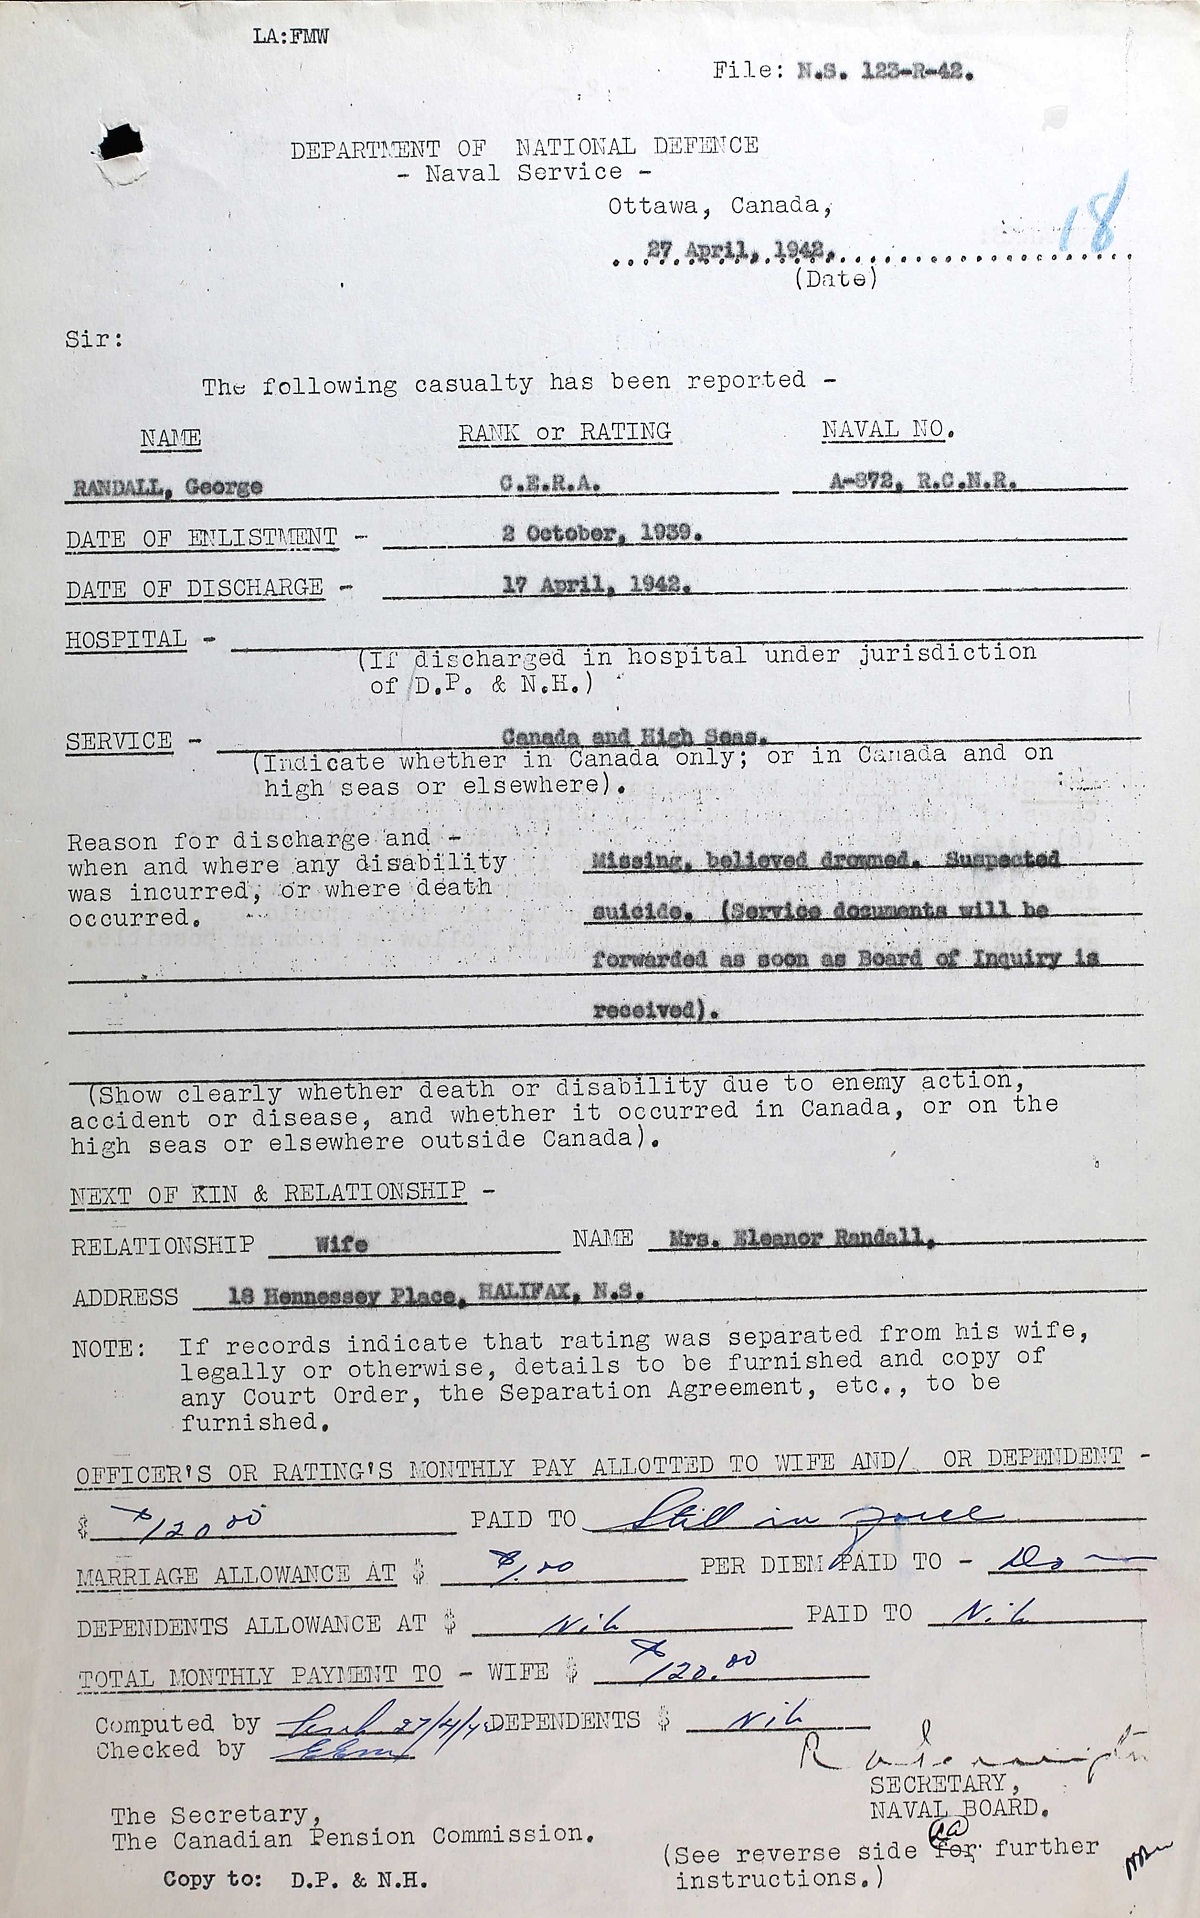 LA:FMW
File: N.S. 123-R-42.
DEPARTMENT OF NATIONAL DEFENCE
- Naval Service -
Ottawa, Canada,
18
27 April, 1942.
(Date)
Sir:
The following casualty has been reported -
NAME RANK or RATING NAVAL NO.
RANDALL, George C.E.R.A. A-872, R.C.N.R.
DATE OF ENLISTMENT - 2 October, 1939.
DATE OF DISCHARGE - 17 April, 1942.
HOSPITAL -
(If discharged in hospital under jurisdiction
of D.P. & N.H.)
SERVICE - Canada and High Seas.
(Indicate whether in Canada only; or in Canada and on
high seas or elsewhere).
Reason for discharge and -
when and where any disability Missing, believed drowned. Suspected
was incurred, or where death
occurred. suicide. (Service documents will be
forwarded as soon as Board of Inquiry is
received).
(Show clearly whether death or disability due to enemy action,
accident or disease, and whether it occurred in Canada, or on the
high seas or elsewhere outside Canada).
NEXT OF KIN & RELATIONSHIP -
RELATIONSHIP Wife NAME Mrs. Eleanor Randall,
ADDRESS 18 Hennessey Place, HALIFAX, N.S.
NOTE: If records indicate that rating was separated from his wife,
legally or otherwise, details to be furnished and copy of
any Court Order, the Separation Agreement, etc., to be
furnished.
OFFICER'S OR RATING'S MONTHLY PAY ALLOTTED TO WIFE AND/ OR DEPENDENT -
$ $120.00 PAID TO Still in force
MARRIAGE ALLOWANCE AT $ $1.00 PER DIEM PAID TO - Do
DEPENDENTS ALLOWANCE AT $ Nil PAID TO Nil
TOTAL MONTHLY PAYMENT TO - WIFE $ $120.00
Computed by 27/4/42 DEPENDENTS $ Nil
Checked by
SECRETARY,
NAVAL BOARD.
The Secretary,
The Canadian Pension Commission.
(See reverse side for further
instructions.)
Copy to: D.P. & N.H.